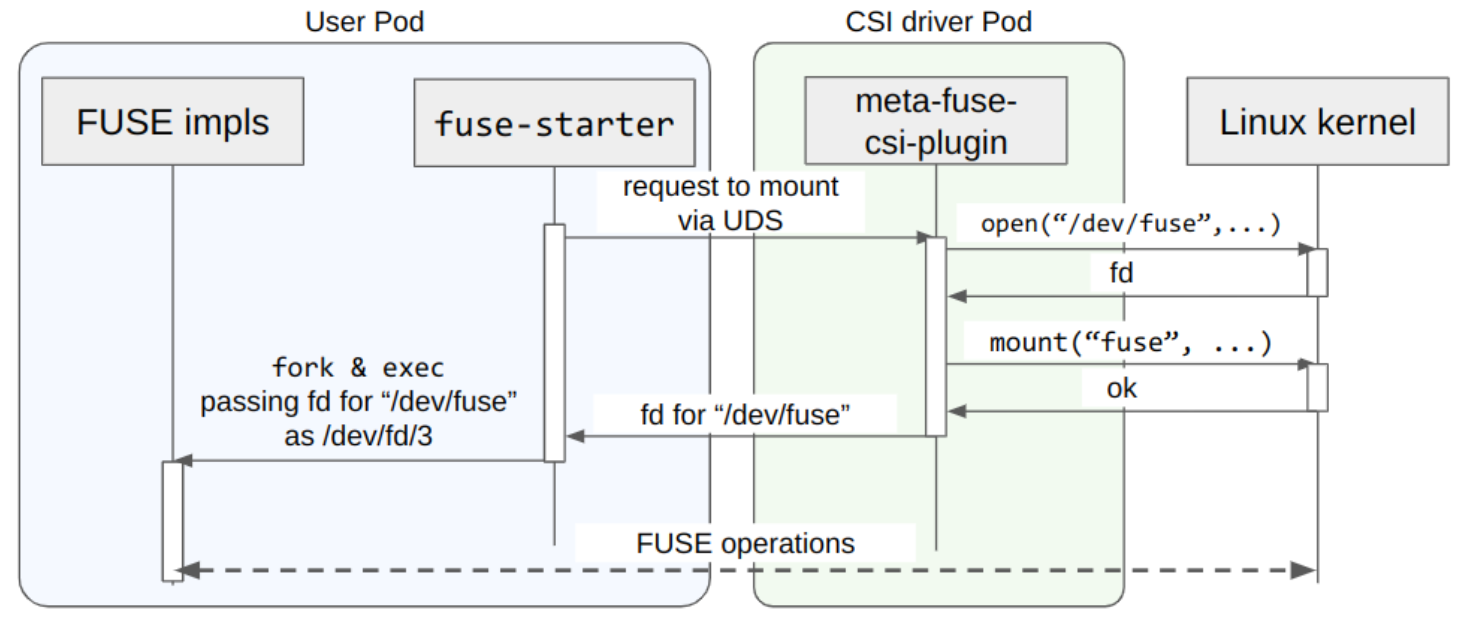 User Pod
CSI driver Pod
FUSE impls
fuse-starter
meta-fuse-
csi-plugin
Linux kernel
request to mount
via UDS
open(“/dev/fuse”,...)
fd
mount(“fuse”, ...)
ok
fork & exec
passing fd for “/dev/fuse”
as /dev/fd/3
fd for “/dev/fuse”
FUSE operations